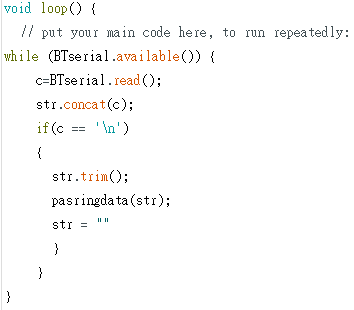 void loop() {
  // put your main code here, to run repeatedly:
while (BTserial.available()) {
    c=BTserial.read();
    str.concat(c);
    if(c == '\n')
    {
      str.trim();
      pasringdata(str);
      str = ""
      }
    }
}